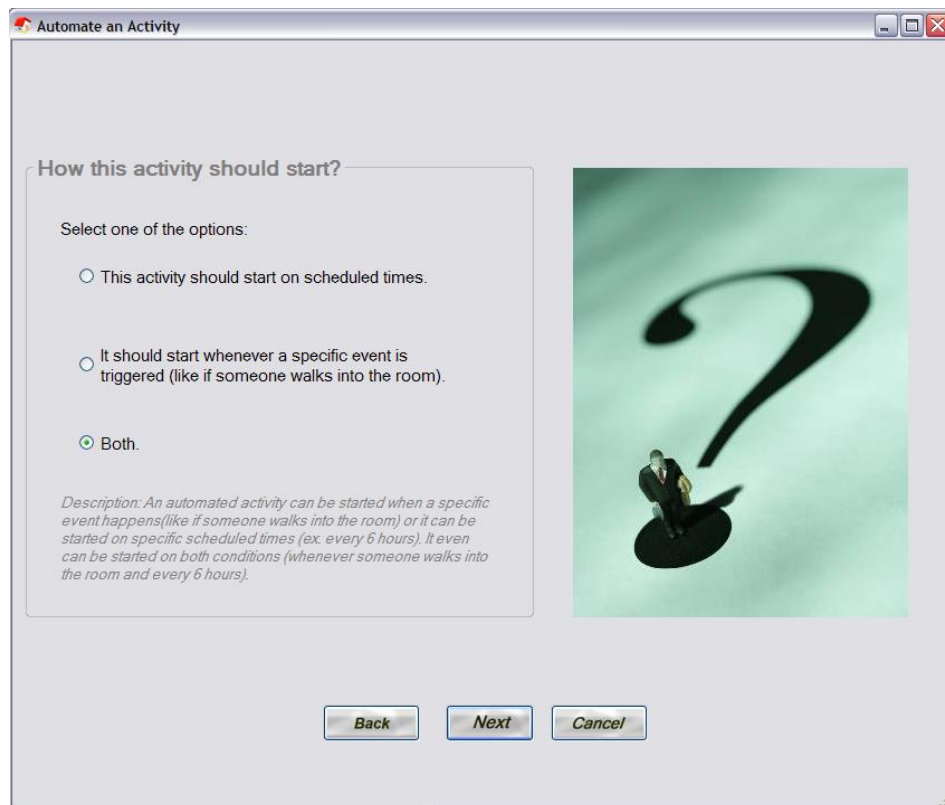 Automate an Activity
How this activity should start?
Select one of the options:
This activity should start on scheduled times.
It should start whenever a specific event is
triggered (like if someone walks into the room).
Both.
Description: An automated activity can be started when a specific
event happens(like if someone walks into the room) or it can be
started on specific scheduled times (ex. every 6 hours). It even
can be started on both conditions (whenever someone walks into
the room and every 6 hours).
Back
Next
Cancel